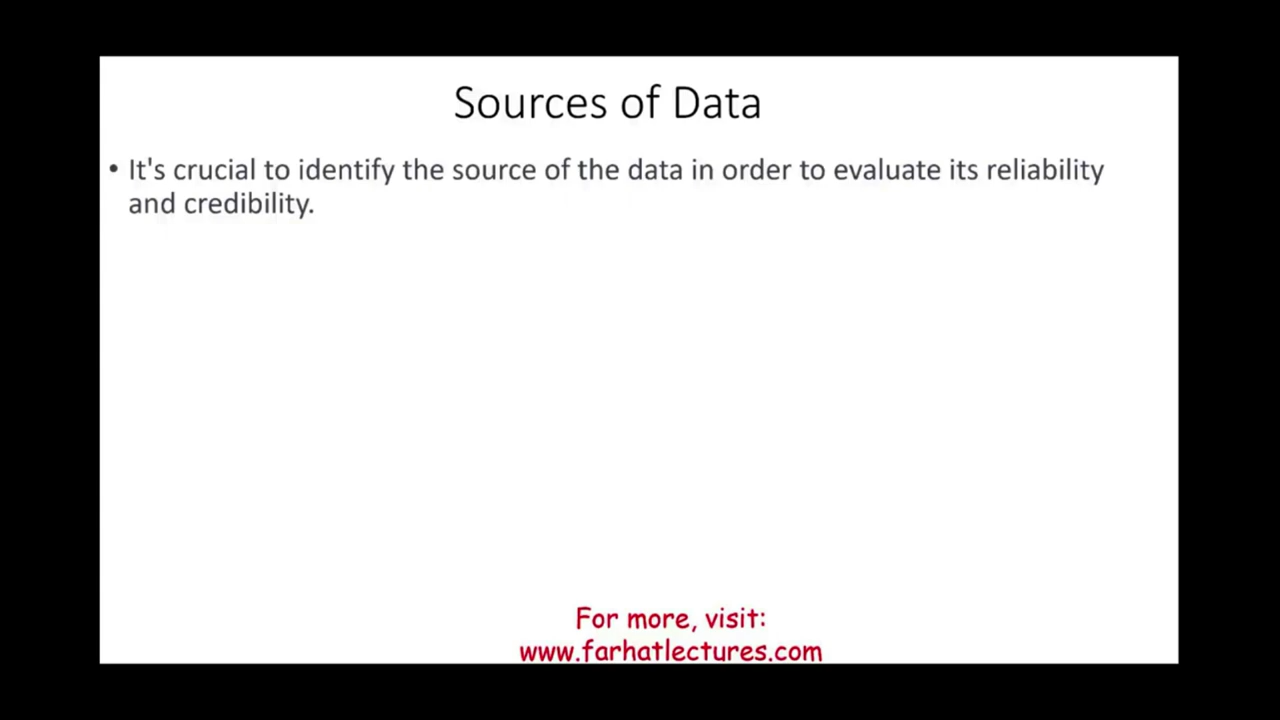 Sources of Data
• It's crucial to identify the source of the data in order to evaluate its reliability
and credibility.
For more, visit:
www.farhatlectures.com